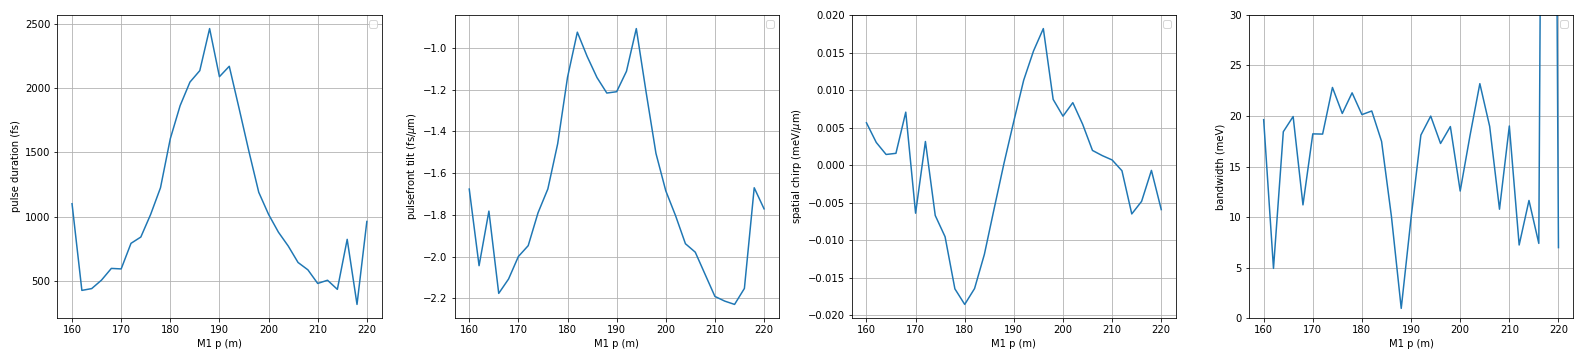 2500
2000
1500
1000
500
160 170 180 190 200 210 220
M1 p (m)
pulse duration (fs)
−1.0
−1.2
−1.4
−1.6
−1.8
−2.0
−2.2
160 170 180 190 200 210 220
M1 p (m)
pulsefront tilt (fs/μm)
0.020
0.015
0.010
0.005
0.000
−0.005
−0.010
−0.015
−0.020
160 170 180 190 200 210 220
M1 p (m)
spatial chirp (meV/μm)
30
25
20
15
10
5
0
160 170 180 190 200 210 220
M1 p (m)
bandwidth (meV)